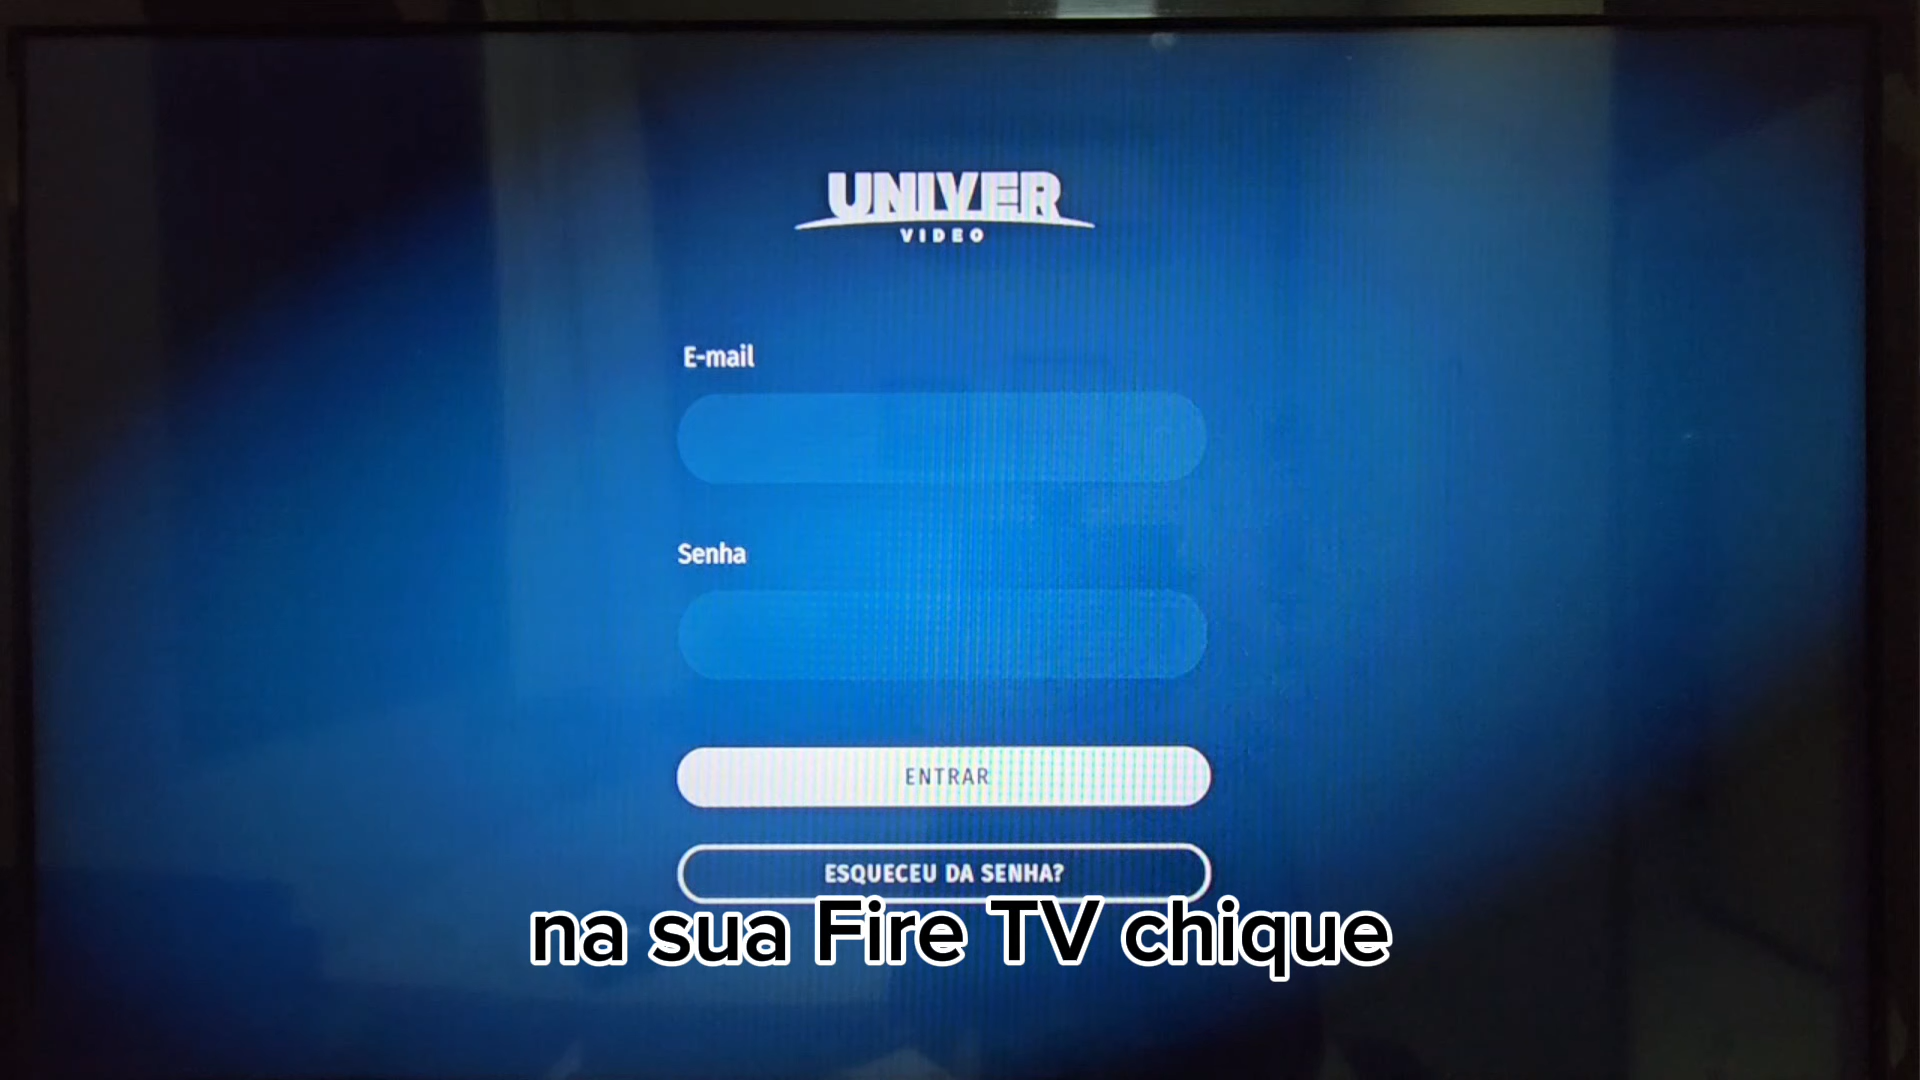 UNIVER
VIDEO
E-mail
Senha
ENTRAR
ESQUECEU DA SENHA?
na sua Fire TV chique